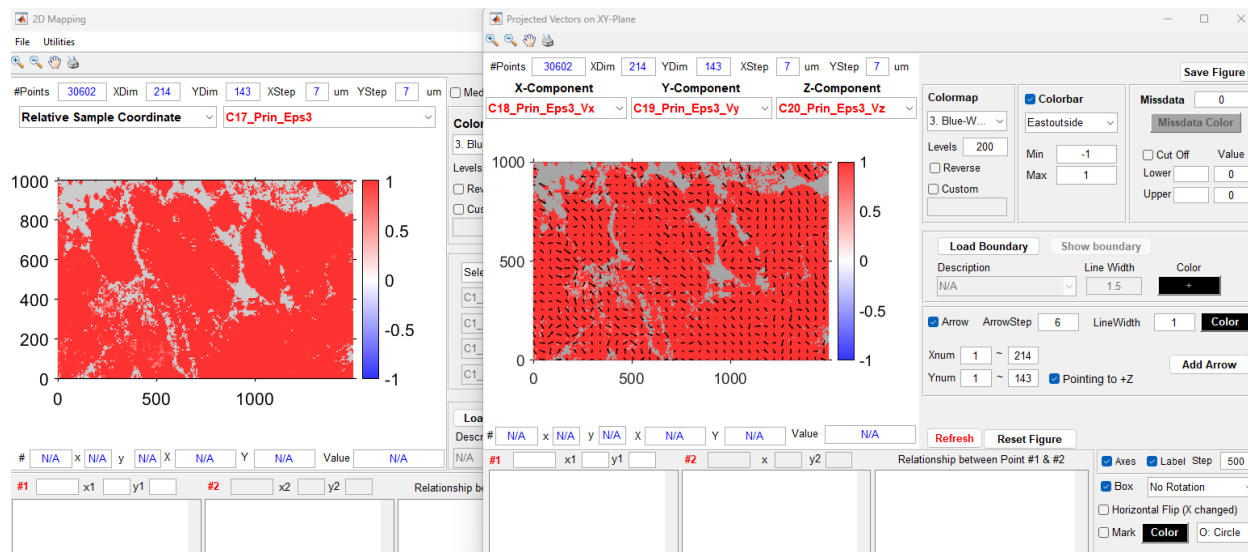 2D Mapping
File Utilities
#Points 30602 XDim 214 YDim 143 XStep 7 um YStep 7 um
Relative Sample Coordinate C17_Prin_Eps3
1000
800
600
400
200
0
0 500 1000
1
0.5
0
-0.5
-1
# N/A x N/A y N/A X N/A Y N/A Value N/A
#1 x1 y1 #2 x2 y2
Projected Vectors on XY-Plane
#Points 30602 XDim 214 YDim 143 XStep 7 um YStep 7 um
X-Component Y-Component Z-Component
C18_Prin_Eps3_Vx C19_Prin_Eps3_Vy C20_Prin_Eps3_Vz
1000
500
0
0 500 1000
1
0.5
0
-0.5
-1
# N/A x N/A y N/A X N/A Y N/A Value N/A
#1 x1 y1 #2 x y2 Relationship between Point #1 & #2
Save Figure
Colormap
3. Blue-W...
Levels 200
Reverse
Custom
Colorbar
Eastoutside
Min -1
Max 1
Missdata 0
Missdata Color
Cut Off Value
Lower 0
Upper 0
Load Boundary Show boundary
Description Line Width Color
N/A 1.5 +
Arrow ArrowStep 6 LineWidth 1 Color
Xnum 1 ~ 214
Ynum 1 ~ 143 Pointing to +Z
Add Arrow
Refresh Reset Figure
Axes Label Step 500
Box No Rotation
Horizontal Flip (X changed)
Mark Color O: Circle